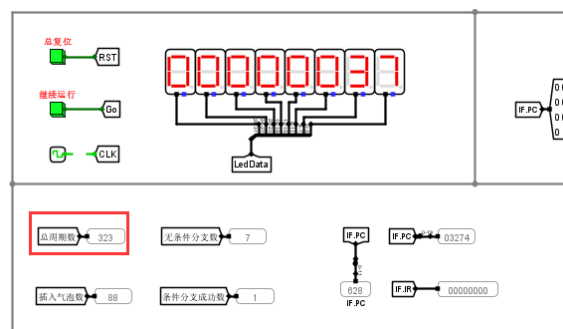 总复位
RST
继续运行
Go
CLK
00000037
LedData
IF.PC
总周期数 323
无条件分支数 7
IF.PC
IF.PC 03274
插入气泡数 88
条件分支成功数 1
628
IF.PC
IF.IR 00000000